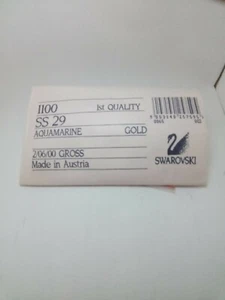 1100 1st QUALITY
SS 29
AQUAMARINE GOLD
2/06/00 GROSS
Made in Austria
SWAROVSKI